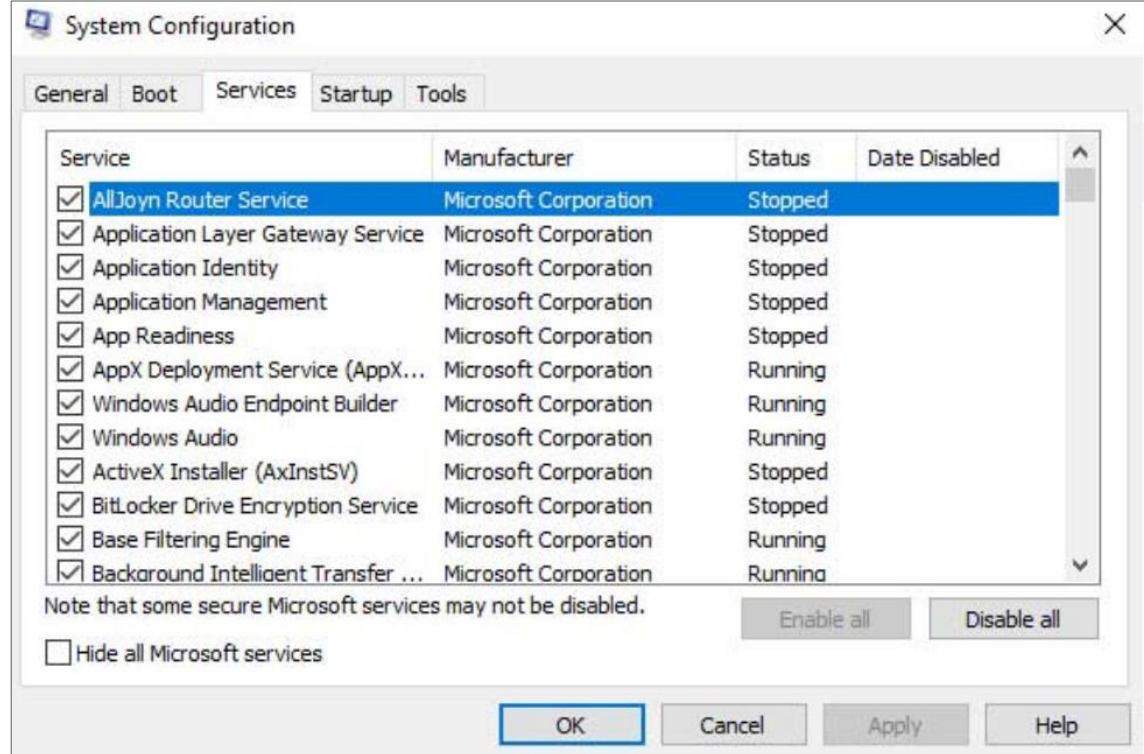 System Configuration
General Boot Services Startup Tools
Service Manufacturer Status Date Disabled
AllJoyn Router Service Microsoft Corporation Stopped
Application Layer Gateway Service Microsoft Corporation Stopped
Application Identity Microsoft Corporation Stopped
Application Management Microsoft Corporation Stopped
App Readiness Microsoft Corporation Stopped
AppX Deployment Service (AppX... Microsoft Corporation Running
Windows Audio Endpoint Builder Microsoft Corporation Running
Windows Audio Microsoft Corporation Running
ActiveX Installer (AxInstSV) Microsoft Corporation Stopped
BitLocker Drive Encryption Service Microsoft Corporation Stopped
Base Filtering Engine Microsoft Corporation Running
Background Intelligent Transfer ... Microsoft Corporation Running
Note that some secure Microsoft services may not be disabled.
Enable all Disable all
Hide all Microsoft services
OK Cancel Apply Help